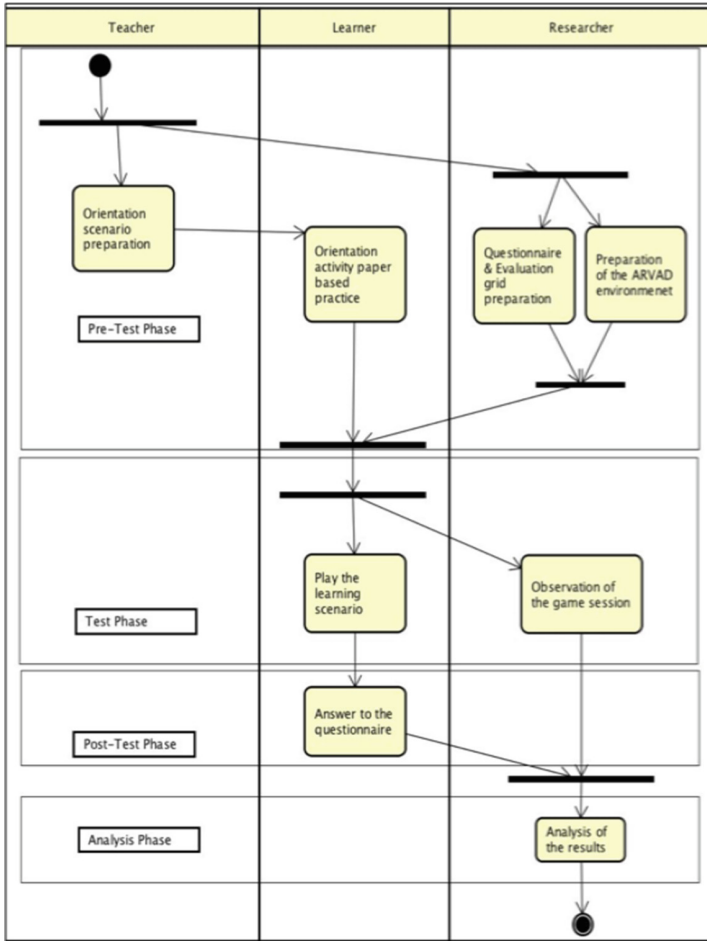 Teacher
Learner
Researcher
Orientation
scenario
preparation
Orientation
activity paper
based
practice
Questionnaire
& Evaluation
grid
preparation
Preparation
of the ARVAD
environmenet
Pre-Test Phase
Play the
learning
scenario
Observation of
the game session
Test Phase
Answer to the
questionnaire
Post-Test Phase
Analysis of
the results
Analysis Phase